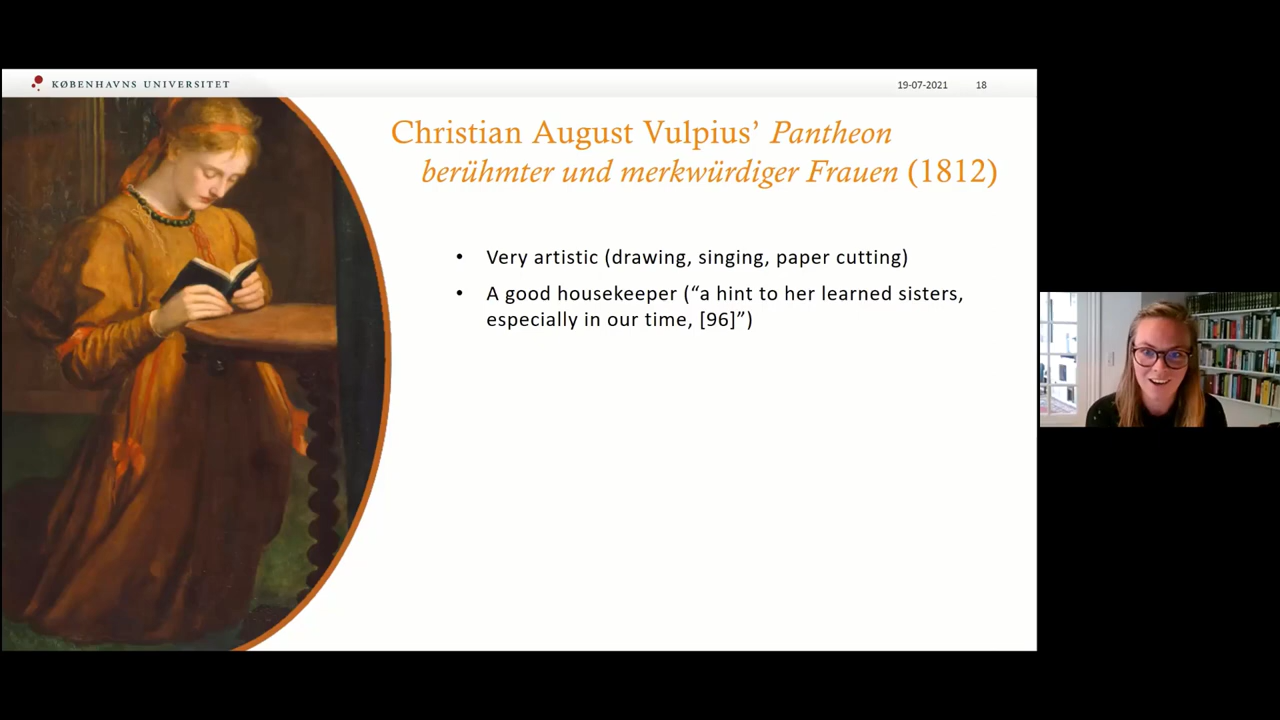 KØBENHAVNS UNIVERSITET
19-07-2021 18
Christian August Vulpius’ Pantheon
berühmter und merkwürdiger Frauen (1812)
• Very artistic (drawing, singing, paper cutting)
• A good housekeeper (“a hint to her learned sisters,
especially in our time, [96]”)